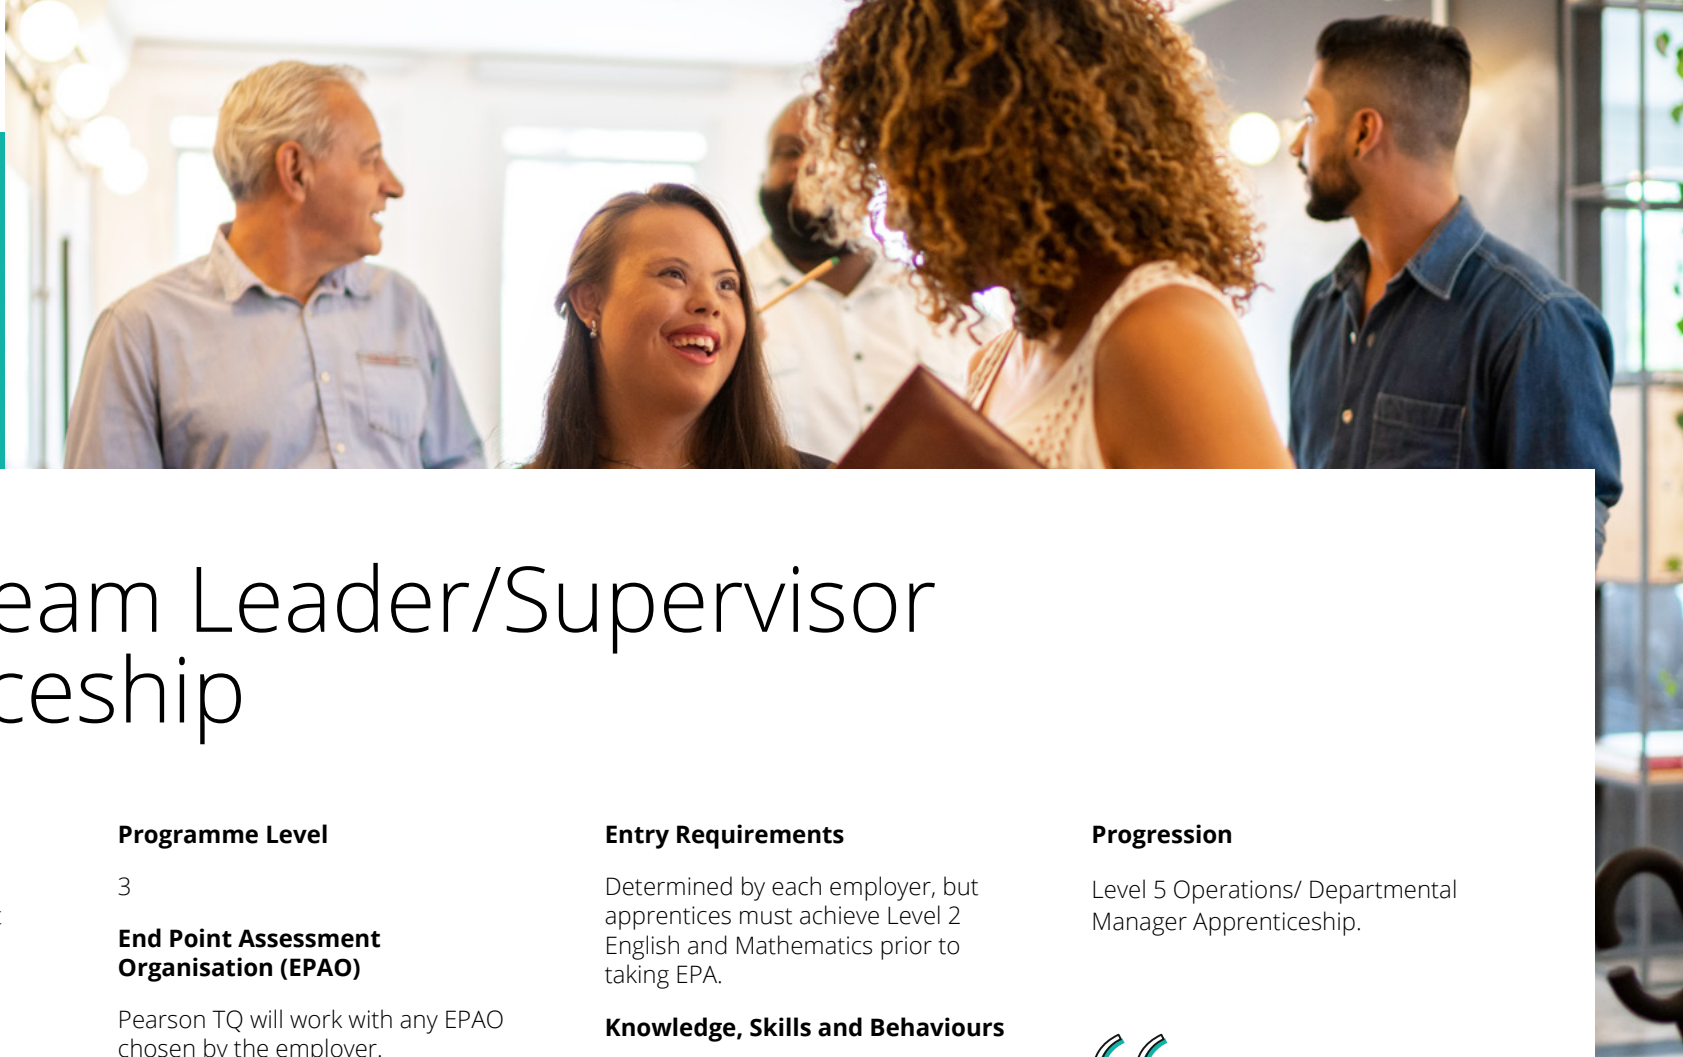 eam Leader/Supervisor
ceship
Programme Level
3
End Point Assessment
Organisation (EPAO)
Pearson TQ will work with any EPAO
chosen by the employer.
Entry Requirements
Determined by each employer, but
apprentices must achieve Level 2
English and Mathematics prior to
taking EPA.
Knowledge, Skills and Behaviours
Progression
Level 5 Operations/ Departmental
Manager Apprenticeship.
“